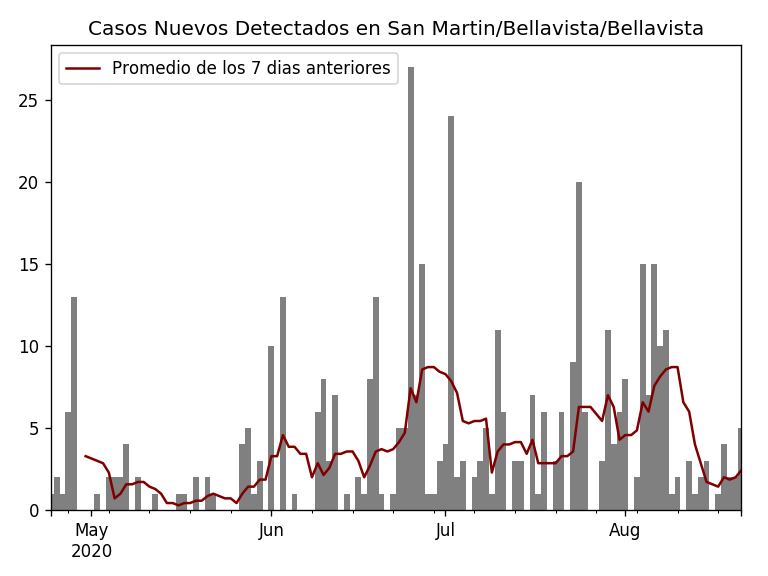 Casos Nuevos Detectados en San Martin/Bellavista/Bellavista
Promedio de los 7 dias anteriores
25
20
15
10
5
0
May Jun Jul Aug
2020